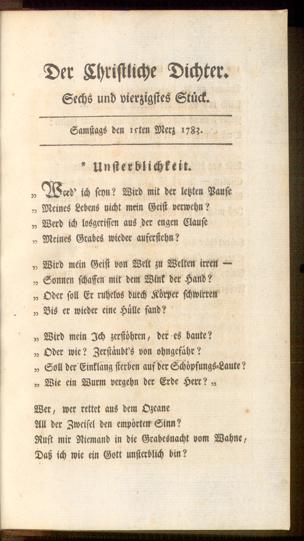 Der Christliche Dichter.
Sechs und vierzigstes Stück.
Samstags den 15ten Merz 1783.
* Unsterblichkeit.
„ Werd' ich seyn? Wird mit der letzten Pause
„ Meines Lebens nicht mein Geist verwehn?
„ Werd ich losgerissen aus der engen Clause
„ Meines Grabes wieder auferstehn?
„ Wird mein Geist von Welt zu Welten irren —
„ Sonnen schaffen mit dem Wink der Hand?
„ Oder soll Er ruhelos durch Körper schwirren
„ Bis er wieder eine Hülle fand?
„ Wird mein Ich zerstöhren, der es baute?
„ Oder wie? Zerstäubt's von ohngefähr?
„ Soll der Einklang sterben auf der Schöpfungs-Laute?
„ Wie ein Wurm vergehn der Erde Herr? „
Wer, wer rettet aus dem Ozeane
All der Zweifel den empörten Sinn?
Ruft mir Niemand in die Grabesnacht vom Wahne,
Daß ich wie ein Gott unsterblich bin?